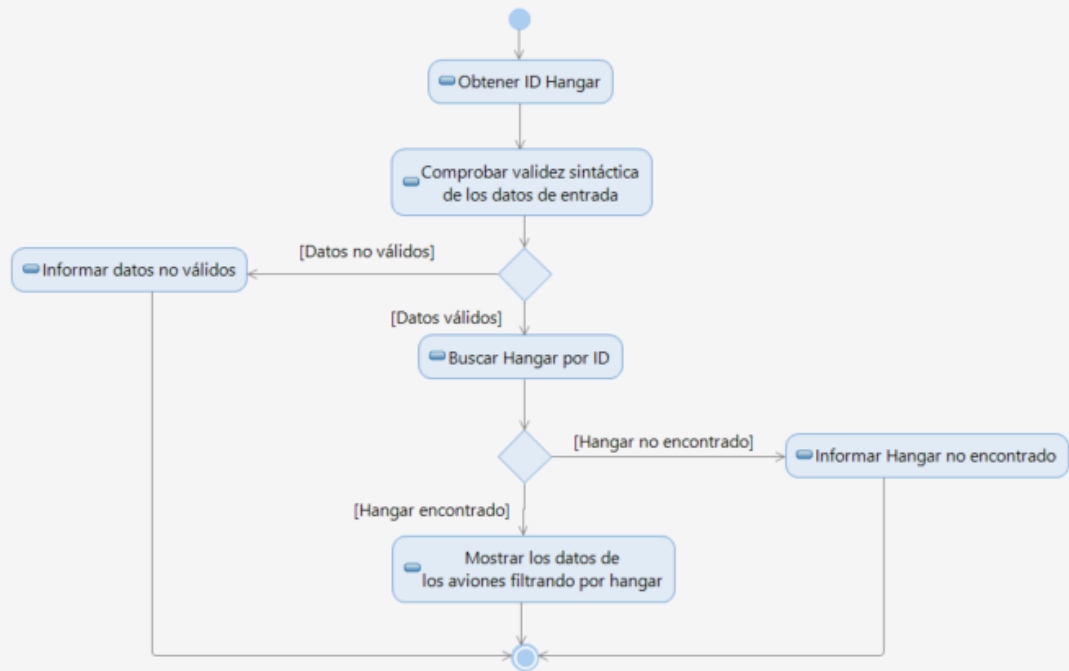 Obtener ID Hangar
Comprobar validez sintáctica
de los datos de entrada
[Datos no válidos]
Informar datos no válidos
[Datos válidos]
Buscar Hangar por ID
[Hangar no encontrado]
Informar Hangar no encontrado
[Hangar encontrado]
Mostrar los datos de
los aviones filtrando por hangar